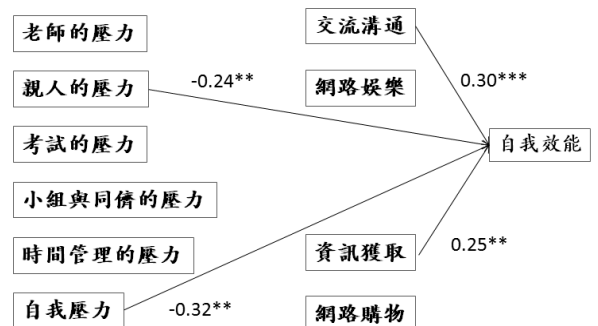 老師的壓力
親人的壓力
考試的壓力
小組與同儕的壓力
時間管理的壓力
自我壓力
-0.24**
-0.32**
交流溝通
網路娛樂
資訊獲取
網路購物
0.30***
0.25**
自我效能